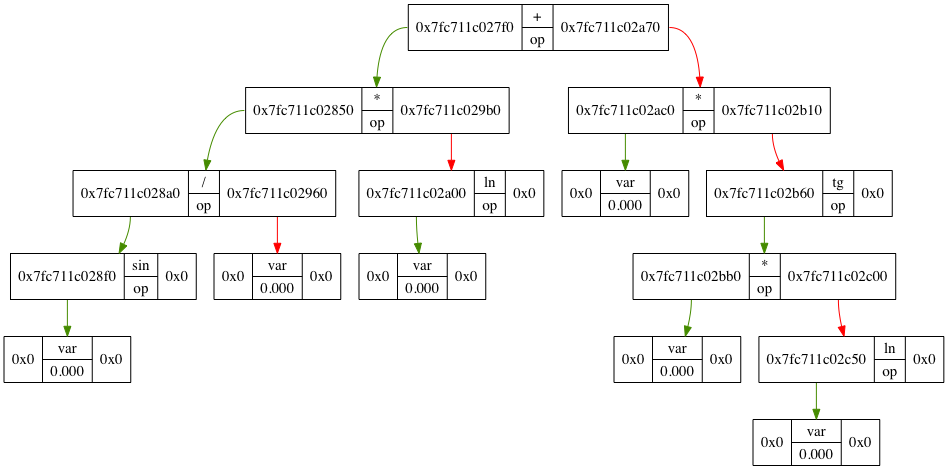 0x7fc711c027f0 + op 0x7fc711c02a70
0x7fc711c02850 * op 0x7fc711c029b0
0x7fc711c02ac0 * op 0x7fc711c02b10
0x7fc711c028a0 / op 0x7fc711c02960
0x7fc711c02a00 ln op 0x0
0x0 var 0.000 0x0
0x7fc711c02b60 tg op 0x0
0x7fc711c028f0 sin op 0x0
0x0 var 0.000 0x0
0x0 var 0.000 0x0
0x7fc711c02bb0 * op 0x7fc711c02c00
0x0 var 0.000 0x0
0x0 var 0.000 0x0
0x7fc711c02c50 ln op 0x0
0x0 var 0.000 0x0